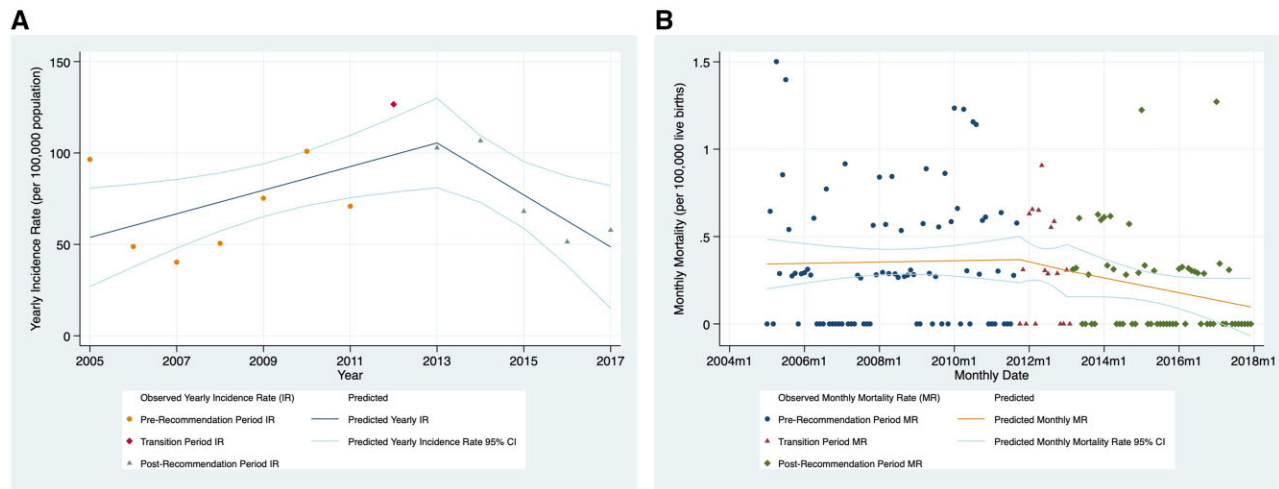 A
Yearly Incidence Rate (per 100,000 population)
150
100
50
0
2005
2007
2009
2011
2013
2015
2017
Year
Observed Yearly Incidence Rate (IR)
Predicted
Pre-Recommendation Period IR
Predicted Yearly IR
Transition Period IR
Predicted Yearly Incidence Rate 95% CI
Post-Recommendation Period IR
B
Monthly Mortality (per 100,000 live births)
1.5
1
.5
0
2004m1
2006m1
2008m1
2010m1
2012m1
2014m1
2016m1
2018m1
Monthly Date
Observed Monthly Mortality Rate (MR)
Predicted
Pre-Recommendation Period MR
Predicted Monthly MR
Transition Period MR
Predicted Monthly Mortality Rate 95% CI
Post-Recommendation Period MR